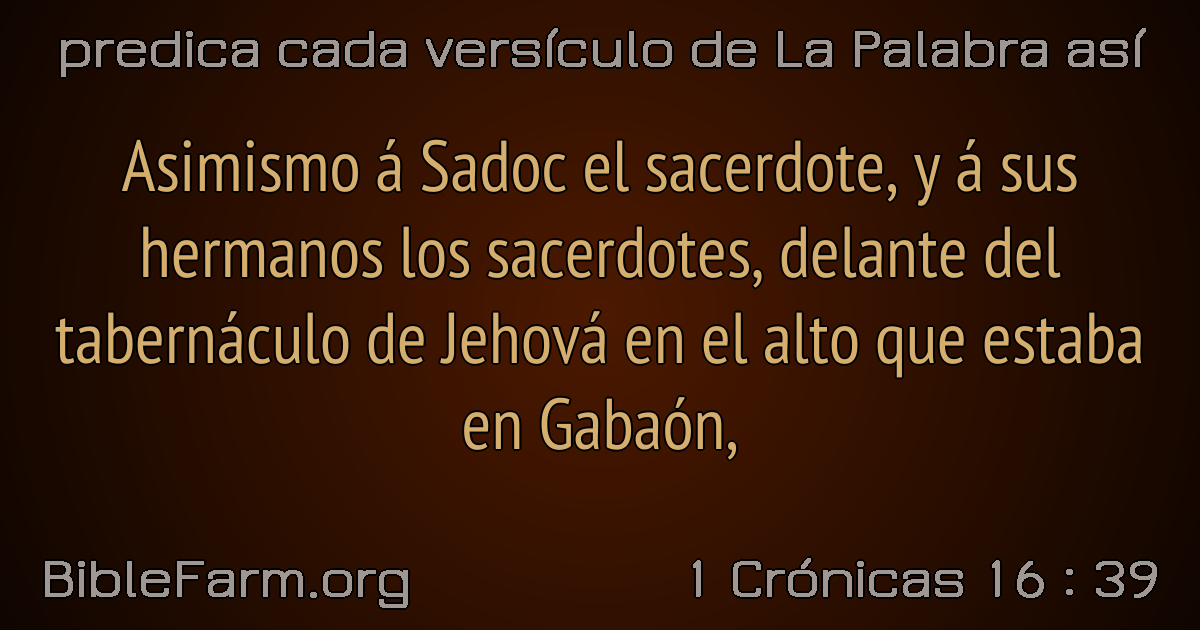 predica cada versículo de La Palabra así
Asimismo á Sadoc el sacerdote, y á sus
hermanos los sacerdotes, delante del
tabernáculo de Jehová en el alto que estaba
en Gabaón,
BibleFarm.org
1 Crónicas 16 : 39